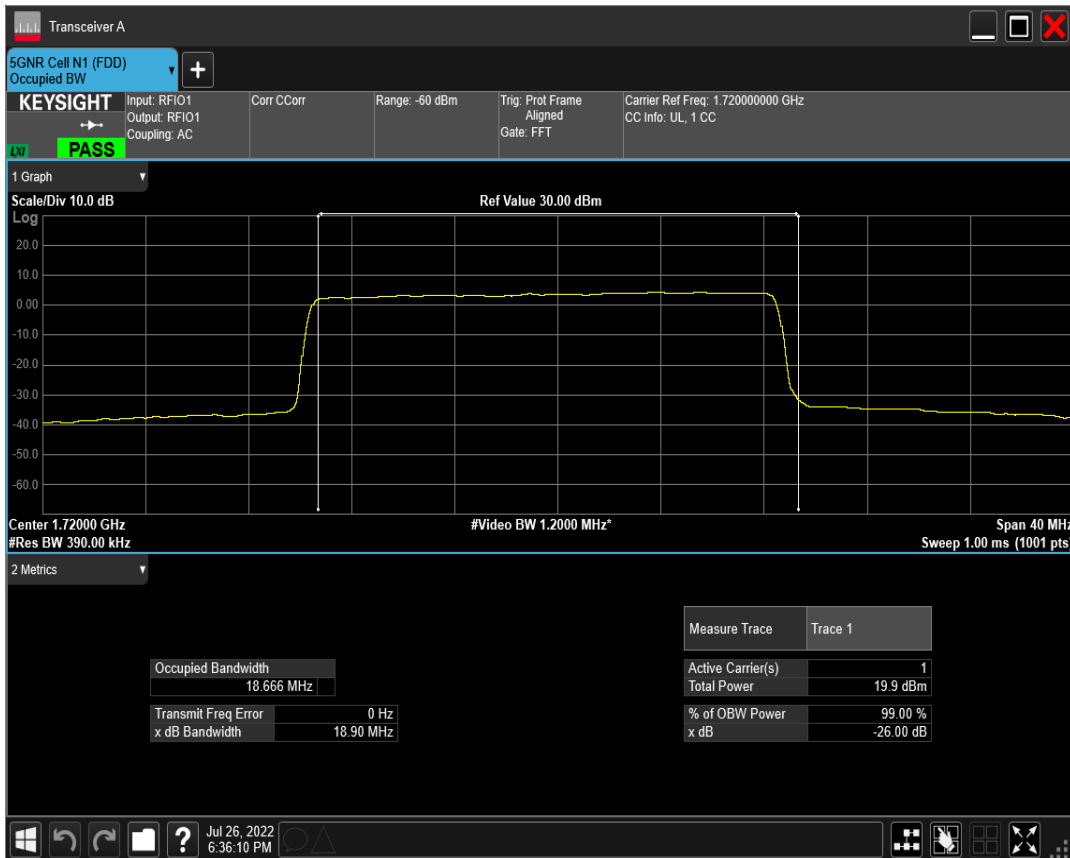 Transceiver A
5GNR Cell N1 (FDD)
Occupied BW
+
KEYSIGHT
LXI
PASS
Input: RFIO1
Output: RFIO1
Coupling: AC
Corr CCorr
Range: -60 dBm
Trig: Prot Frame
Aligned
Gate: FFT
Carrier Ref Freq: 1.720000000 GHz
CC Info: UL, 1 CC
1 Graph
Scale/Div 10.0 dB
Ref Value 30.00 dBm
Log
20.0
10.0
0.00
-10.0
-20.0
-30.0
-40.0
-50.0
-60.0
Center 1.72000 GHz
#Video BW 1.2000 MHz*
Span 40 MHz
#Res BW 390.00 kHz
Sweep 1.00 ms (1001 pts)
2 Metrics
Measure Trace Trace 1
Occupied Bandwidth
18.666 MHz
Active Carrier(s) 1
Total Power 19.9 dBm
Transmit Freq Error 0 Hz
x dB Bandwidth 18.90 MHz
% of OBW Power 99.00 %
x dB -26.00 dB
?
Jul 26, 2022
6:36:10 PM